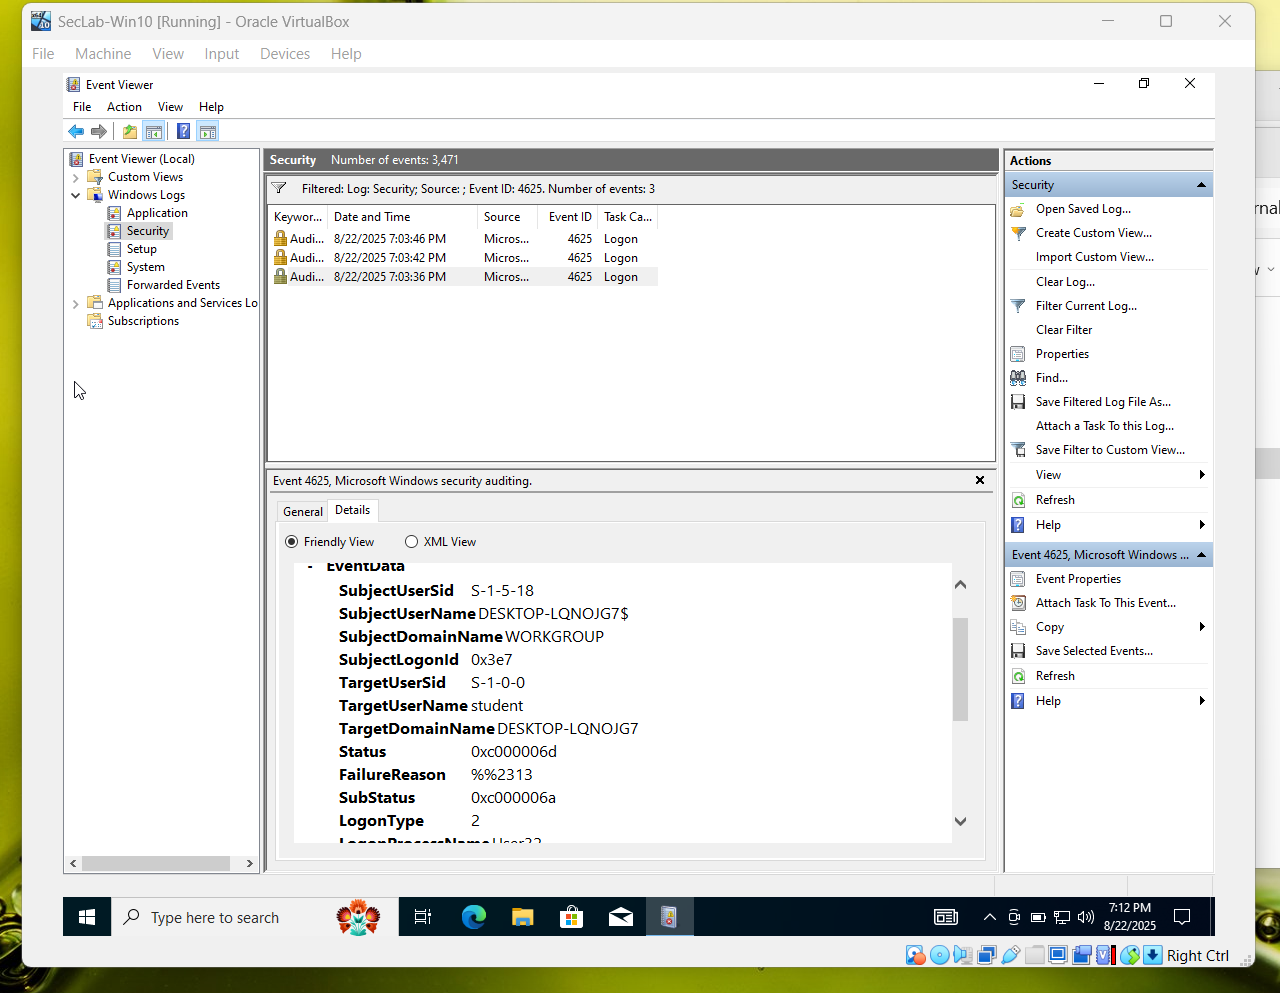 SecLab-Win10 [Running] - Oracle VirtualBox
File Machine View Input Devices Help
Event Viewer
File Action View Help
Event Viewer (Local)
Custom Views
Windows Logs
Application
Security
Setup
System
Forwarded Events
Applications and Services Lo
Subscriptions
Security Number of events: 3,471
Filtered: Log: Security; Source: ; Event ID: 4625. Number of events: 3
Keywor... Date and Time Source Event ID Task Ca...
Audi... 8/22/2025 7:03:46 PM Micros... 4625 Logon
Audi... 8/22/2025 7:03:42 PM Micros... 4625 Logon
Audi... 8/22/2025 7:03:36 PM Micros... 4625 Logon
Event 4625, Microsoft Windows security auditing.
General Details
Friendly View XML View
- EventData
SubjectUserSid S-1-5-18
SubjectUserName DESKTOP-LQNOJG7$
SubjectDomainName WORKGROUP
SubjectLogonId 0x3e7
TargetUserSid S-1-0-0
TargetUserName student
TargetDomainName DESKTOP-LQNOJG7
Status 0xc000006d
FailureReason %%2313
SubStatus 0xc000006a
LogonType 2
LogonProcessName User32
Actions
Security
Open Saved Log...
Create Custom View...
Import Custom View...
Clear Log...
Filter Current Log...
Clear Filter
Properties
Find...
Save Filtered Log File As...
Attach a Task To this Log...
Save Filter to Custom View...
View
Refresh
Help
Event 4625, Microsoft Windows ...
Event Properties
Attach Task To This Event...
Copy
Save Selected Events...
Refresh
Help
Type here to search
7:12 PM
8/22/2025
Right Ctrl